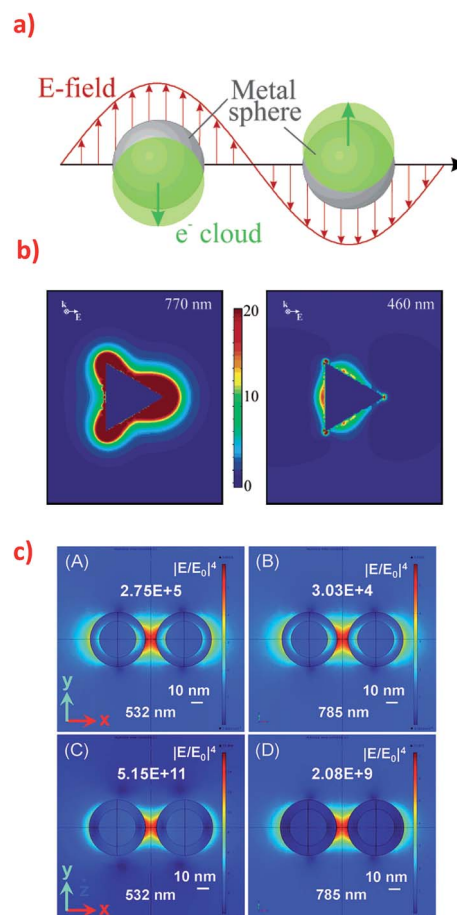 a)
E-field
Metal
sphere
e⁻ cloud
b)
k
E
770 nm
20
10
0
k
E
460 nm
c)
(A)
|E/E₀|⁴
2.75E+5
10 nm
532 nm
y
x
(B)
|E/E₀|⁴
3.03E+4
10 nm
785 nm
(C)
|E/E₀|⁴
5.15E+11
10 nm
532 nm
y
z
x
(D)
|E/E₀|⁴
2.08E+9
10 nm
785 nm